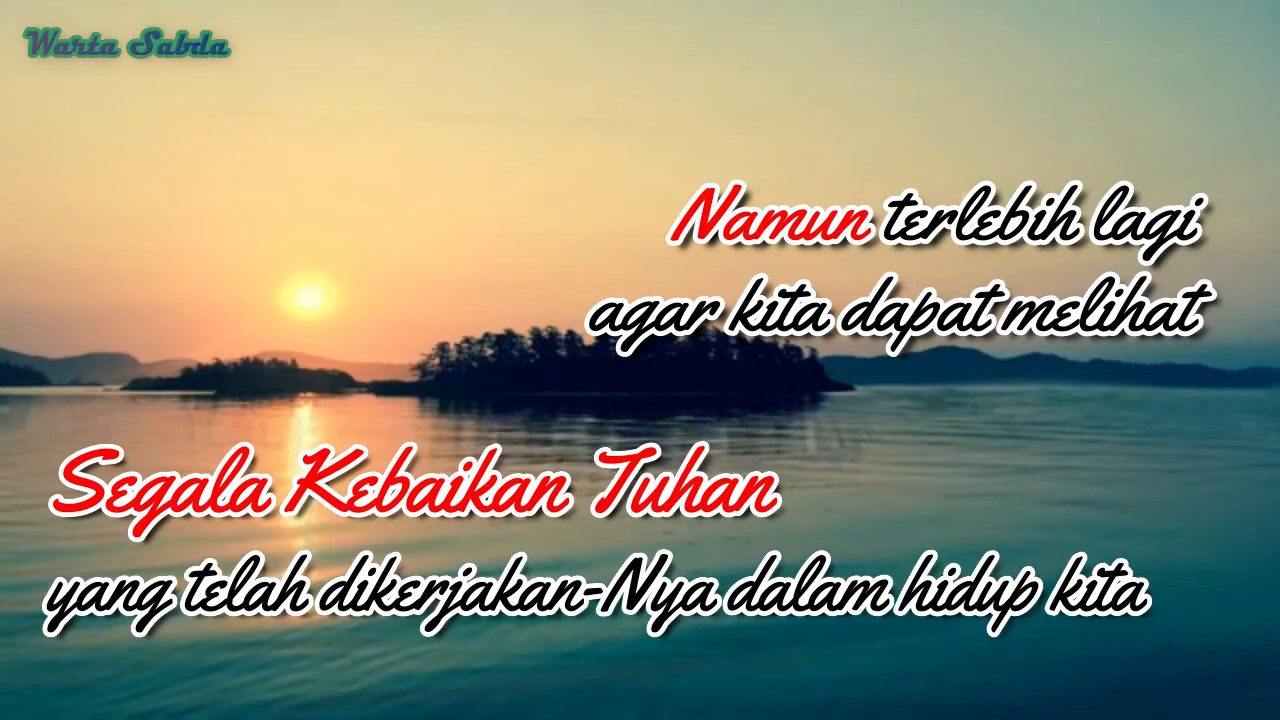 Warta Sabda
Namun terlebih lagi
agar kita dapat melihat
Segala Kebaikan Tuhan
yang telah dikerjakan-Nya dalam hidup kita